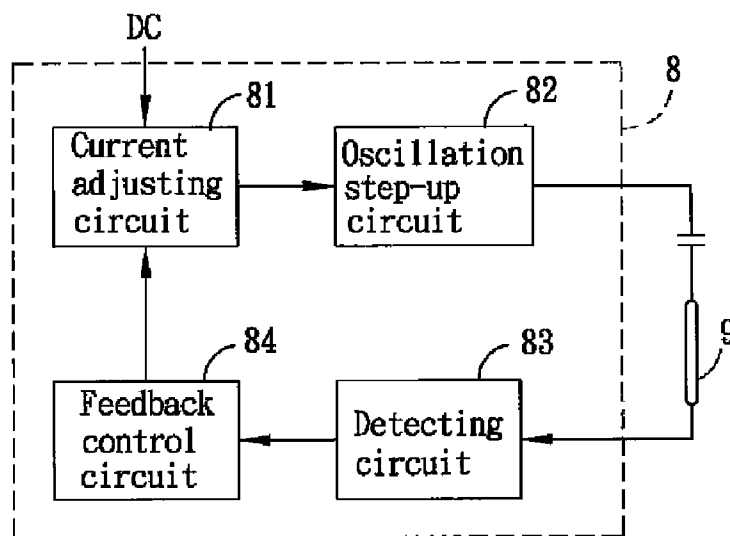 DC
8
81
82
Current
adjusting
circuit
Oscillation
step-up
circuit
9
84
83
Feedback
control
circuit
Detecting
circuit